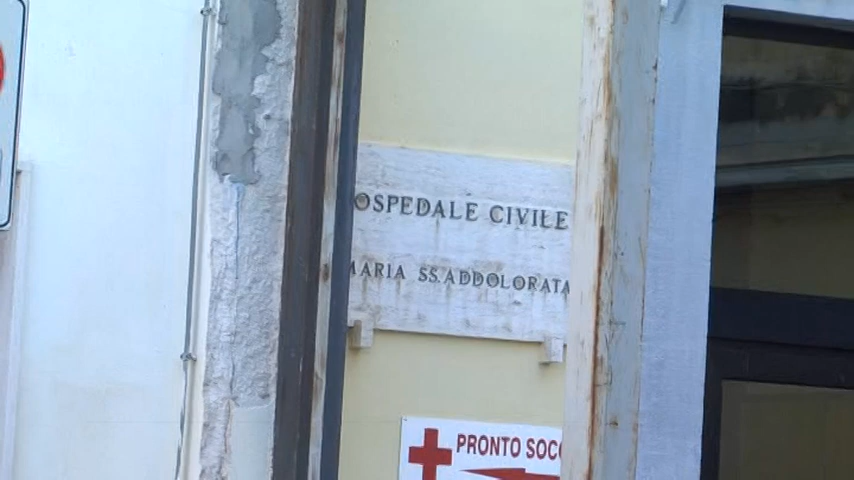 OSPEDALE CIVILE
MARIA SS. ADDOLORATA
PRONTO SOCC